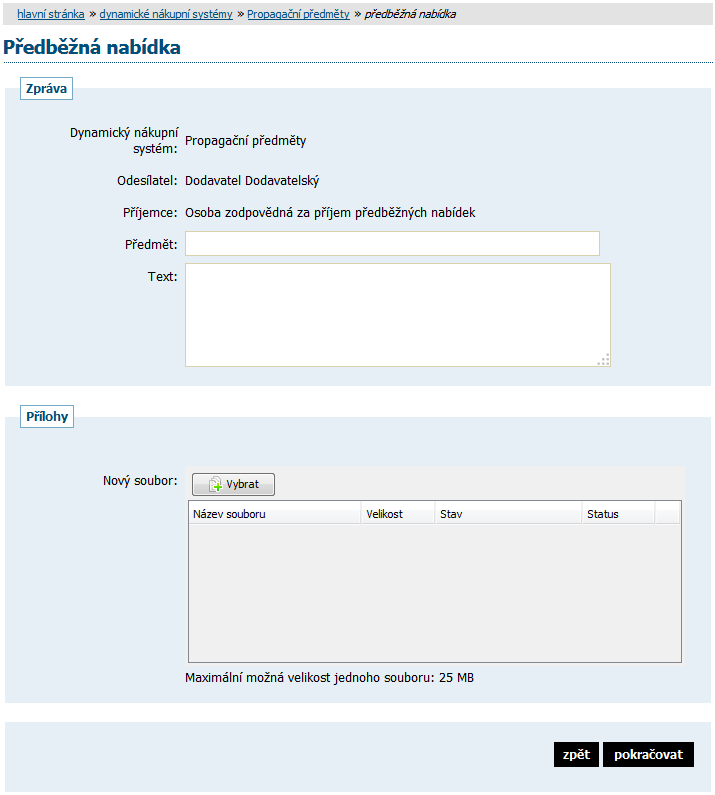 hlavní stránka » dynamické nákupní systémy » Propagační předměty » předběžná nabídka
Předběžná nabídka
Zpráva
Dynamický nákupní
systém: Propagační předměty
Odesílatel: Dodavatel Dodavatelský
Příjemce: Osoba zodpovědná za příjem předběžných nabídek
Předmět:
Text:
Přílohy
Nový soubor: Vybrat
Název souboru Velikost Stav Status
Maximální možná velikost jednoho souboru: 25 MB
zpět pokračovat